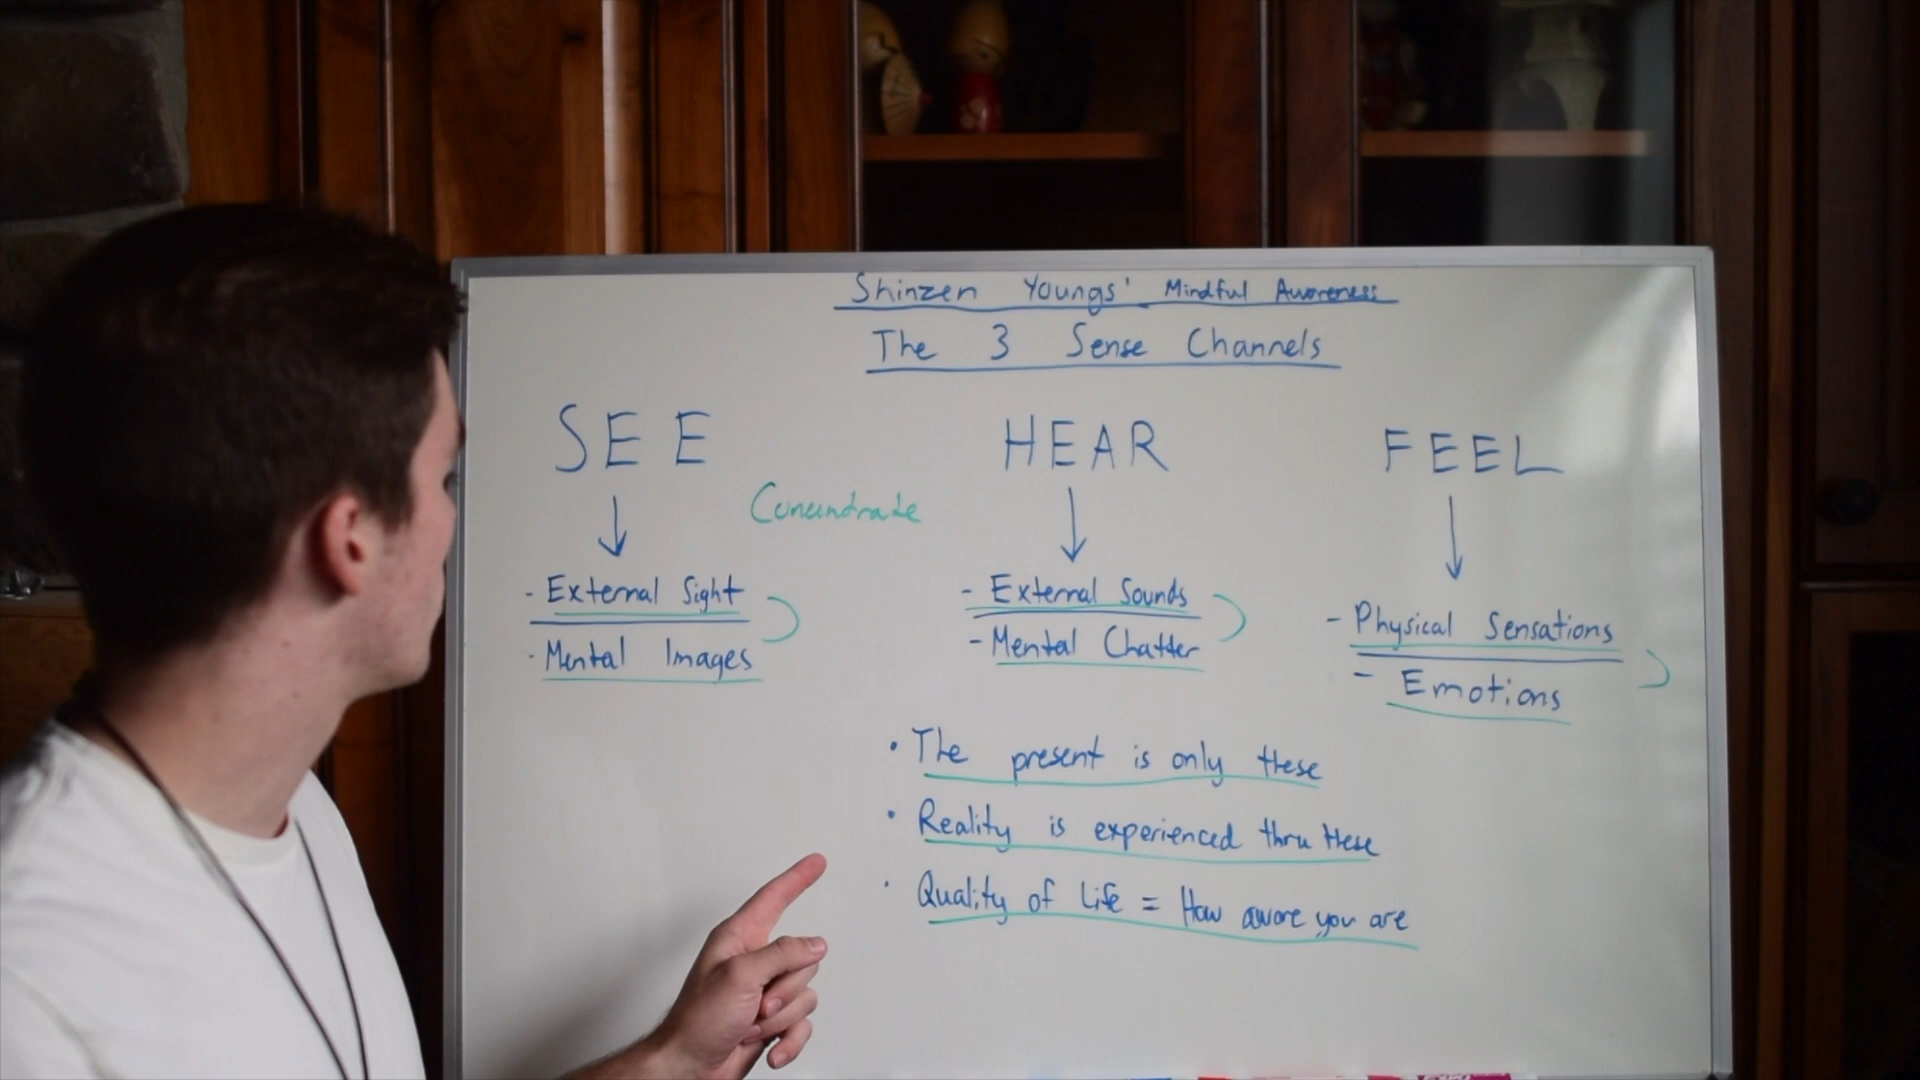 Shinzen Youngs' Mindful Awareness
The 3 Sense Channels
SEE
HEAR
FEEL
- External Sight
- Mental Images
- External Sounds
- Mental Chatter
- Physical Sensations
- Emotions
• The present is only these
• Reality is experienced thru these
• Quality of Life = How aware you are